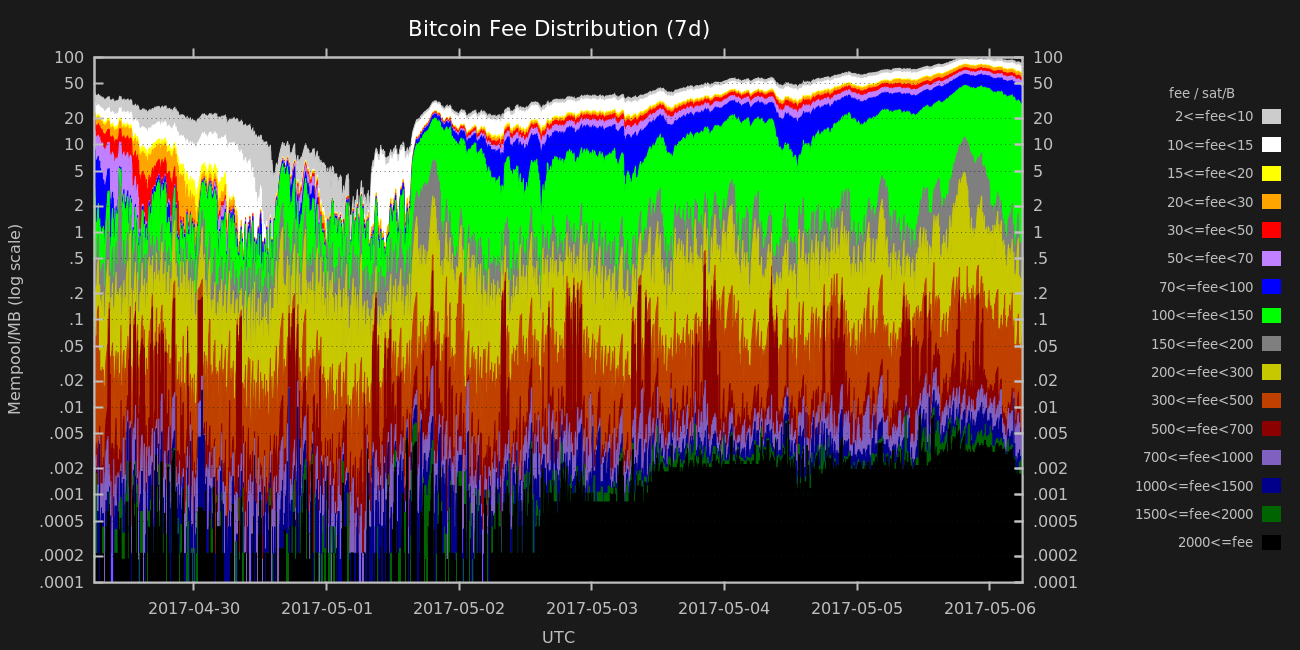 Bitcoin Fee Distribution (7d)
100
50
20
10
5
2
1
.5
.2
.1
.05
.02
.01
.005
.002
.001
.0005
.0002
.0001
Mempool/MB (log scale)
100
50
20
10
5
2
1
.5
.2
.1
.05
.02
.01
.005
.002
.001
.0005
.0002
.0001
fee / sat/B
2<=fee<10
10<=fee<15
15<=fee<20
20<=fee<30
30<=fee<50
50<=fee<70
70<=fee<100
100<=fee<150
150<=fee<200
200<=fee<300
300<=fee<500
500<=fee<700
700<=fee<1000
1000<=fee<1500
1500<=fee<2000
2000<=fee
2017-04-30 2017-05-01 2017-05-02 2017-05-03 2017-05-04 2017-05-05 2017-05-06
UTC